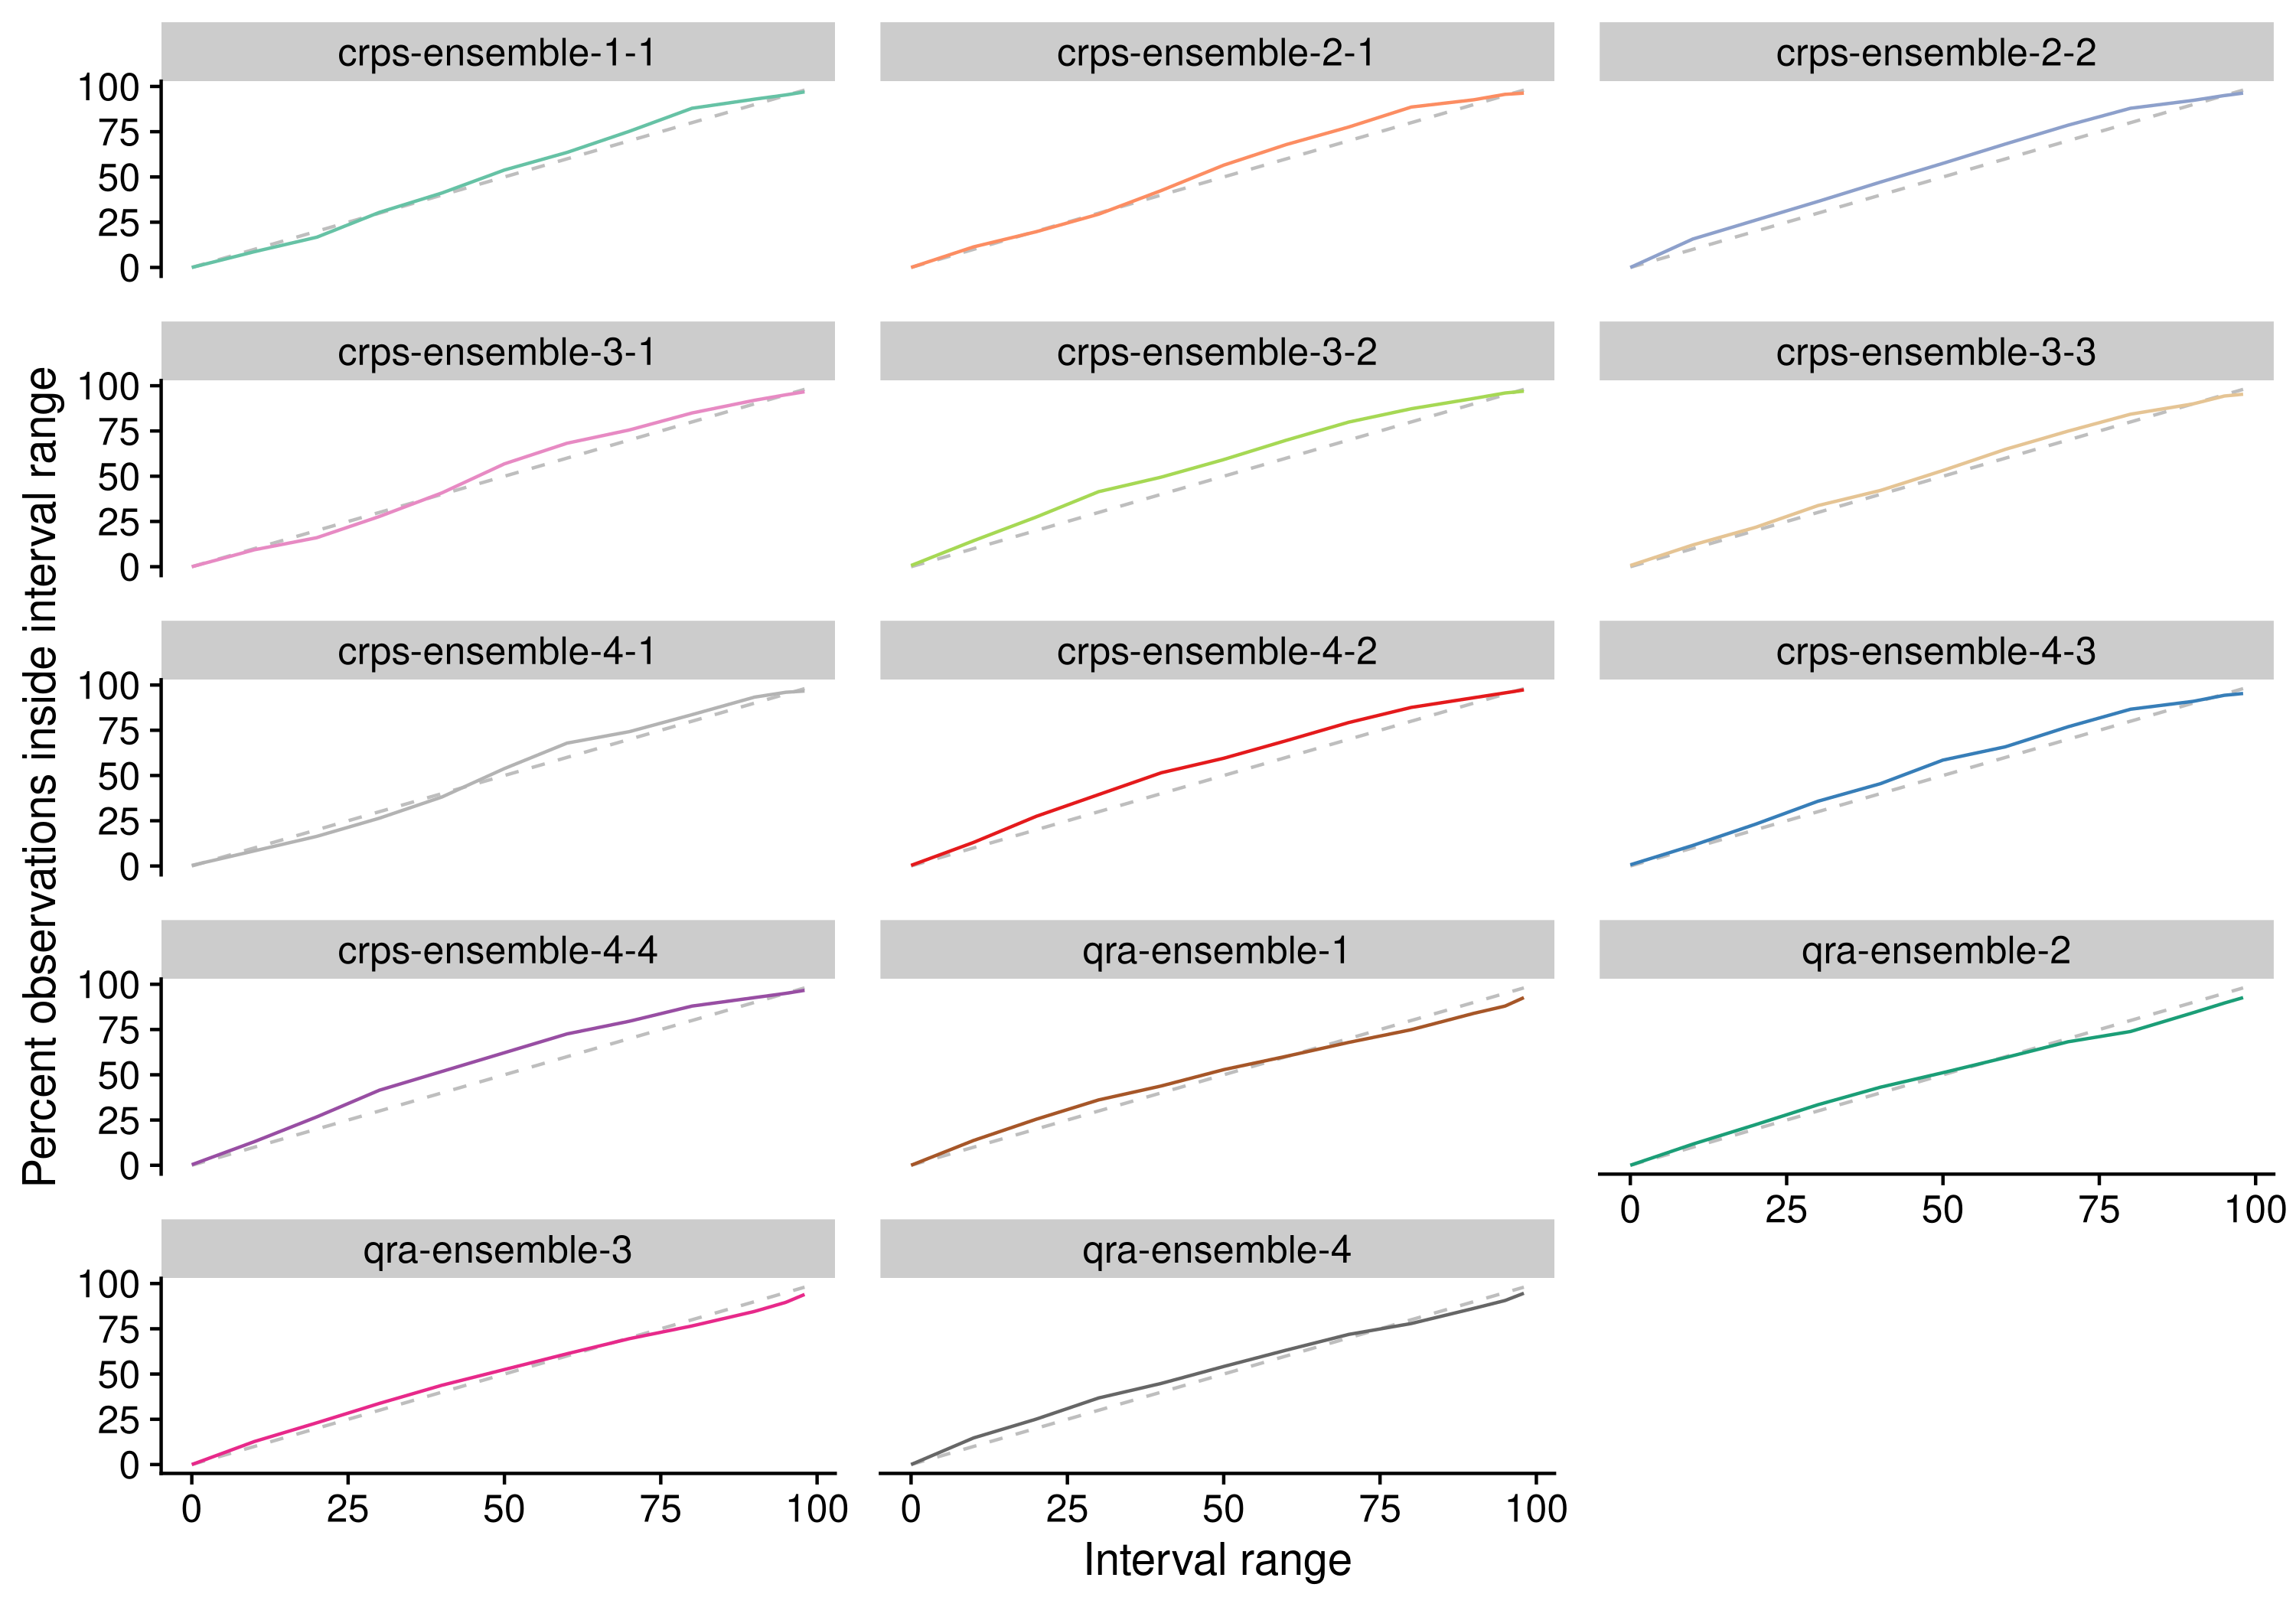 crps-ensemble-1-1
crps-ensemble-2-1
crps-ensemble-2-2
100
75
50
25
0
crps-ensemble-3-1
crps-ensemble-3-2
crps-ensemble-3-3
100
75
50
25
0
crps-ensemble-4-1
crps-ensemble-4-2
crps-ensemble-4-3
100
75
50
25
0
crps-ensemble-4-4
qra-ensemble-1
qra-ensemble-2
100
75
50
25
0
0 25 50 75 100
qra-ensemble-3
qra-ensemble-4
100
75
50
25
0
0 25 50 75 100
0 25 50 75 100
Interval range
Percent observations inside interval range